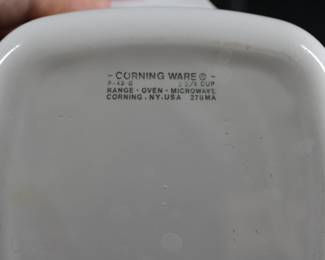 - CORNING WARE ® -
P-43-B 2 3/4 CUP
RANGE - OVEN - MICROWAVE
CORNING, NY. USA 278MA